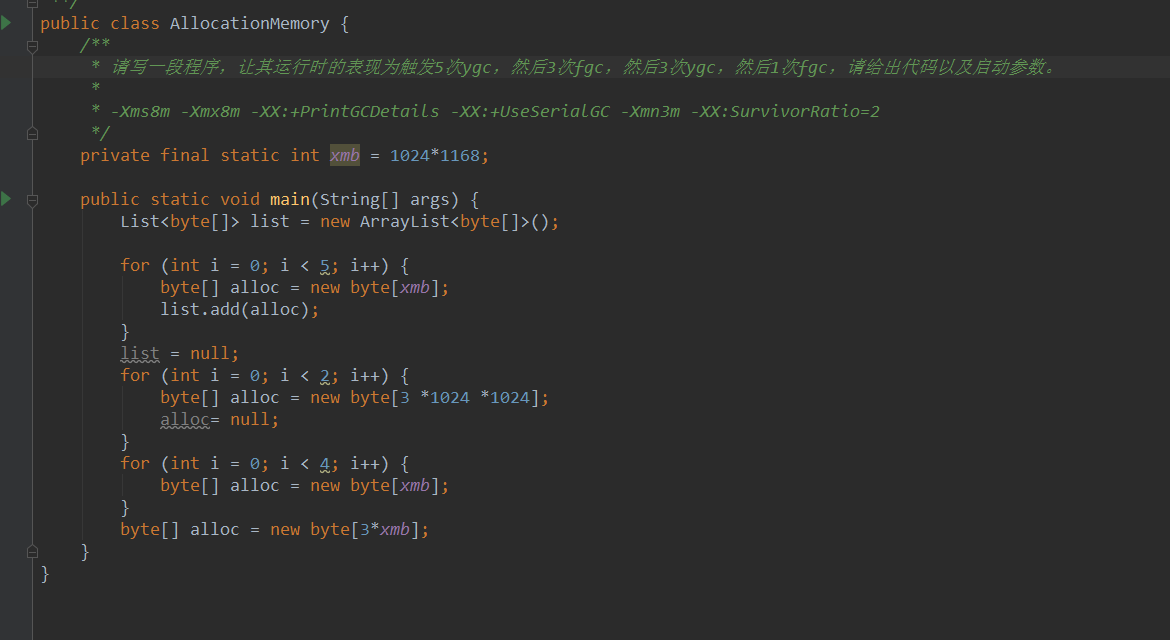 **/
public class AllocationMemory {
/**
* 请写一段程序，让其运行时的表现为触发5次ygc，然后3次fgc，然后3次ygc，然后1次fgc，请给出代码以及启动参数。
*
* -Xms8m -Xmx8m -XX:+PrintGCDetails -XX:+UseSerialGC -Xmn3m -XX:SurvivorRatio=2
*/
private final static int xmb = 1024*1168;
public static void main(String[] args) {
List<byte[]> list = new ArrayList<byte[]>();
for (int i = 0; i < 5; i++) {
byte[] alloc = new byte[xmb];
list.add(alloc);
}
list = null;
for (int i = 0; i < 2; i++) {
byte[] alloc = new byte[3 *1024 *1024];
alloc= null;
}
for (int i = 0; i < 4; i++) {
byte[] alloc = new byte[xmb];
}
byte[] alloc = new byte[3*xmb];
}
}